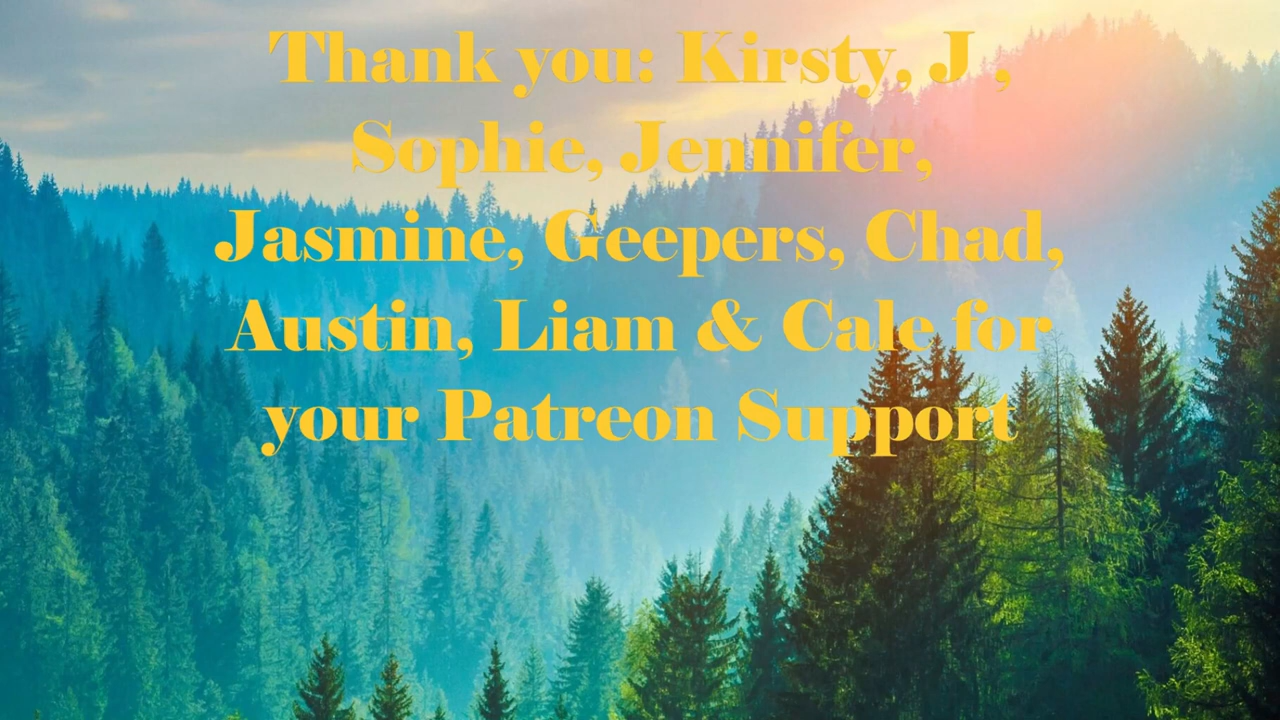 Thank you: Kirsty, J ,
Sophie, Jennifer,
Jasmine, Geepers, Chad,
Austin, Liam & Cale for
your Patreon Support